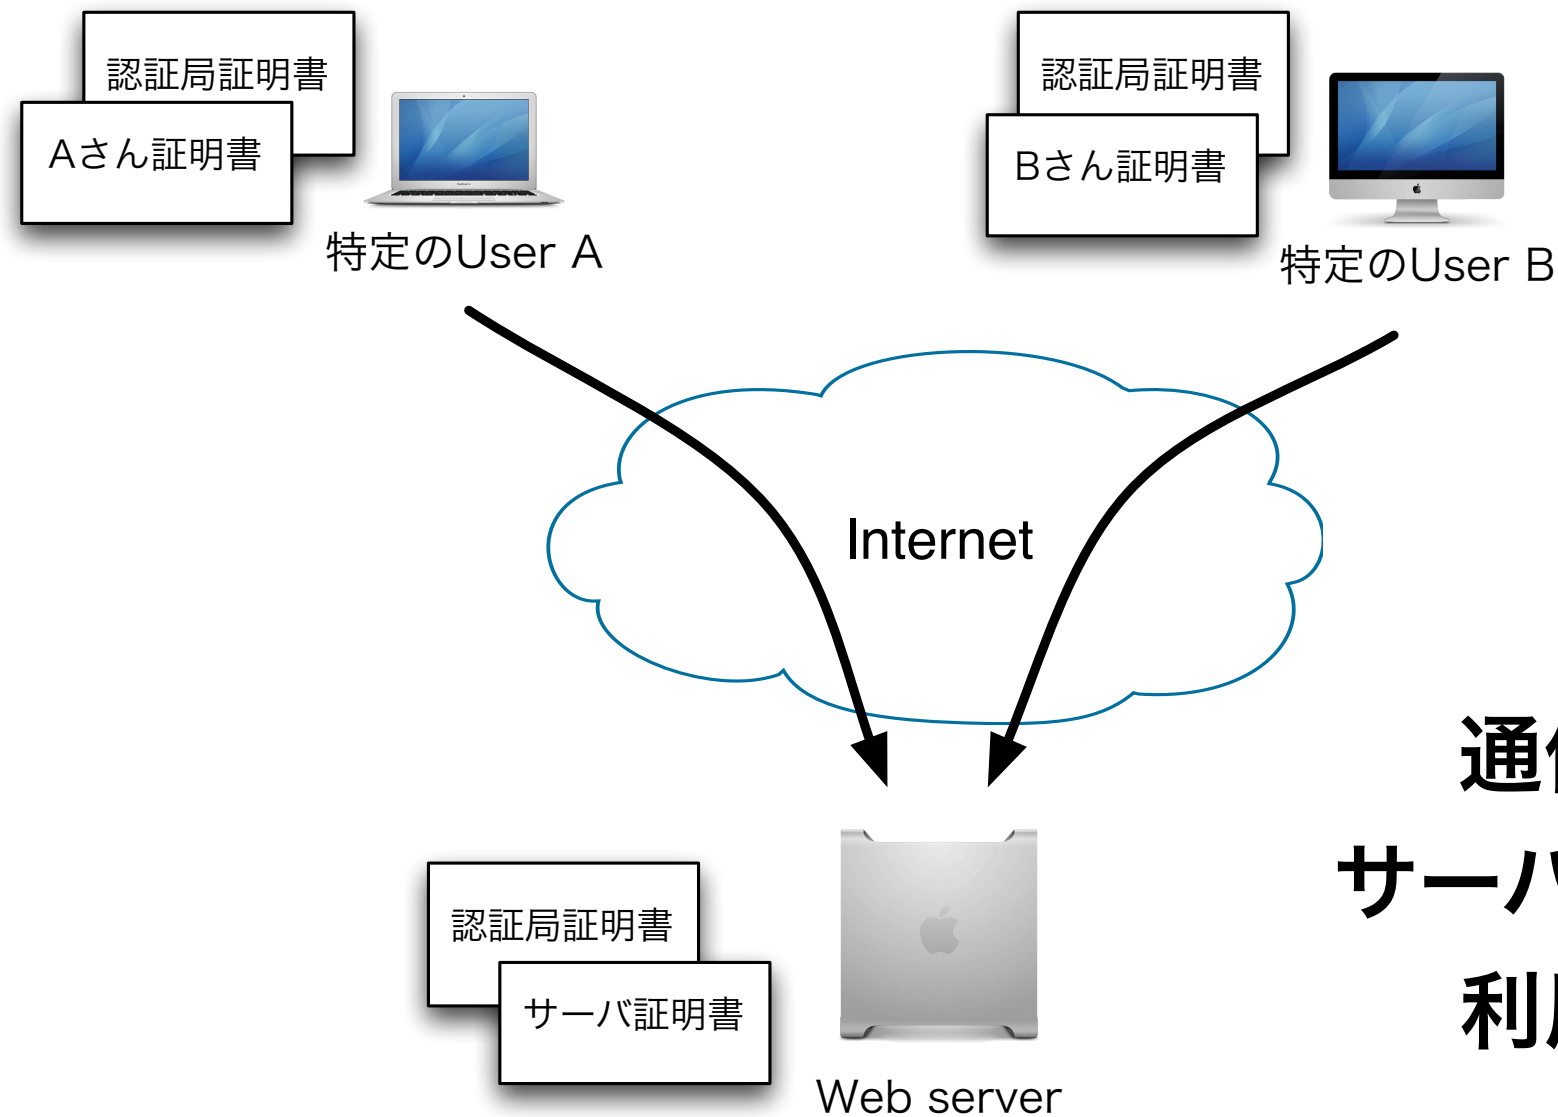 認証局証明書
Aさん証明書
特定のUser A
認証局証明書
Bさん証明書
特定のUser B
Internet
通
サーバ
利
認証局証明書
サーバ証明書
Web server